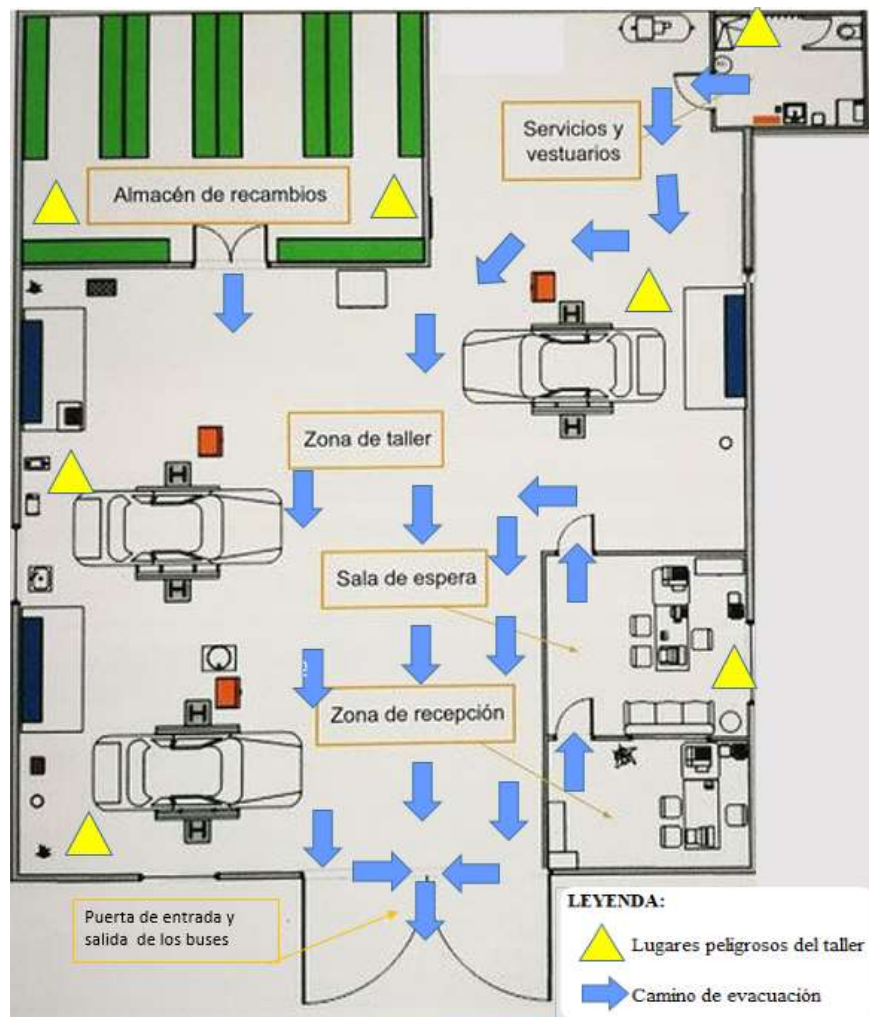 Servicios y
vestuarios
Almacén de recambios
Zona de taller
Sala de espera
Zona de recepción
Puerta de entrada y
salida de los buses
LEYENDA:
Lugares peligrosos del taller
Camino de evacuación